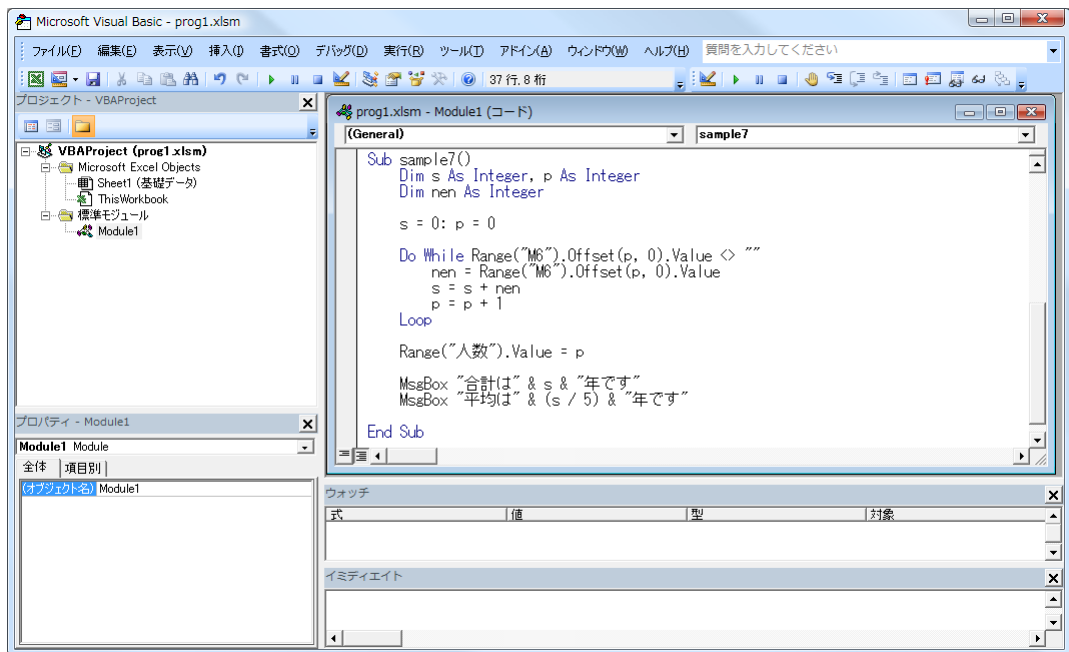 Microsoft Visual Basic - prog1.xlsm
ファイル(F) 編集(E) 表示(V) 挿入(I) 書式(O) デバッグ(D) 実行(R) ツール(T) アドイン(A) ウィンドウ(W) ヘルプ(H) 質問を入力してください
37 行, 8 桁
プロジェクト - VBAProject
VBAProject (prog1.xlsm)
Microsoft Excel Objects
Sheet1 (基礎データ)
ThisWorkbook
標準モジュール
Module1
プロパティ - Module1
Module1 Module
全体 項目別
(オブジェクト名) Module1
prog1.xlsm - Module1 (コード)
(General) sample7
Sub sample7()
Dim s As Integer, p As Integer
Dim nen As Integer
s = 0: p = 0
Do While Range("M6").Offset(p, 0).Value <> ""
nen = Range("M6").Offset(p, 0).Value
s = s + nen
p = p + 1
Loop
Range("人数").Value = p
MsgBox "合計は" & s & "年です"
MsgBox "平均は" & (s / 5) & "年です"
End Sub
ウォッチ
式 値 型 対象
イミディエイト